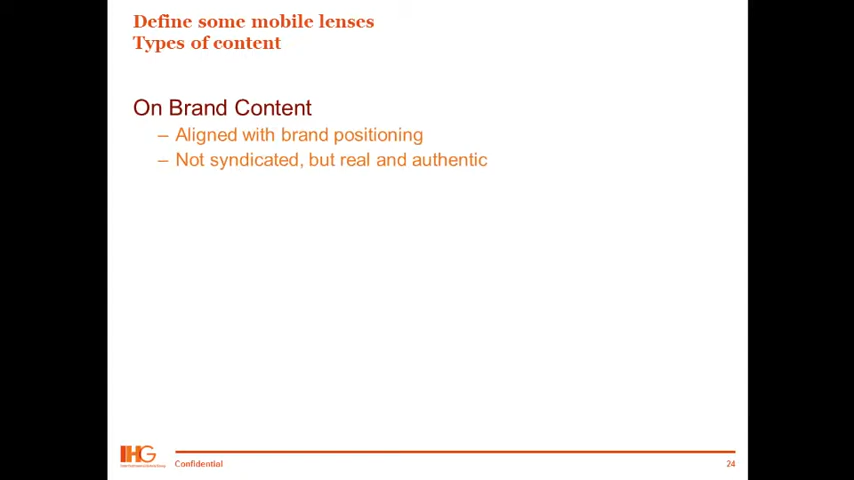 Define some mobile lenses
Types of content
On Brand Content
– Aligned with brand positioning
– Not syndicated, but real and authentic
IHG
Confidential
24